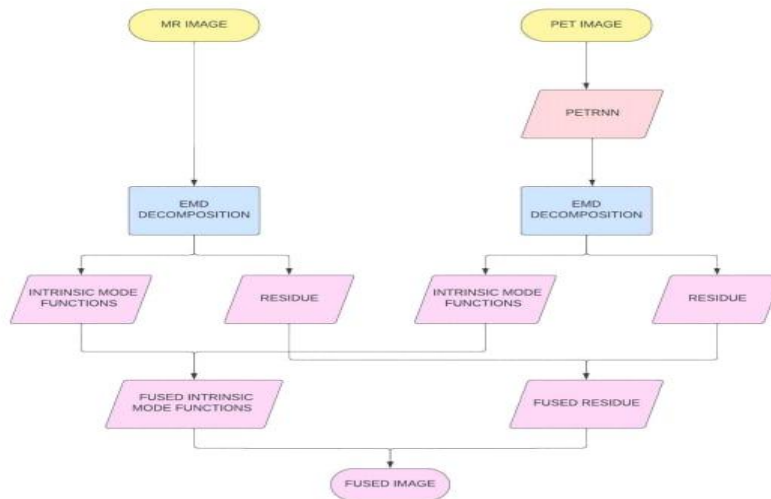 MR IMAGE
PET IMAGE
PETRNN
EMD
DECOMPOSITION
EMD
DECOMPOSITION
INTRINSIC MODE
FUNCTIONS
RESIDUE
INTRINSIC MODE
FUNCTIONS
RESIDUE
FUSED INTRINSIC
MODE FUNCTIONS
FUSED RESIDUE
FUSED IMAGE